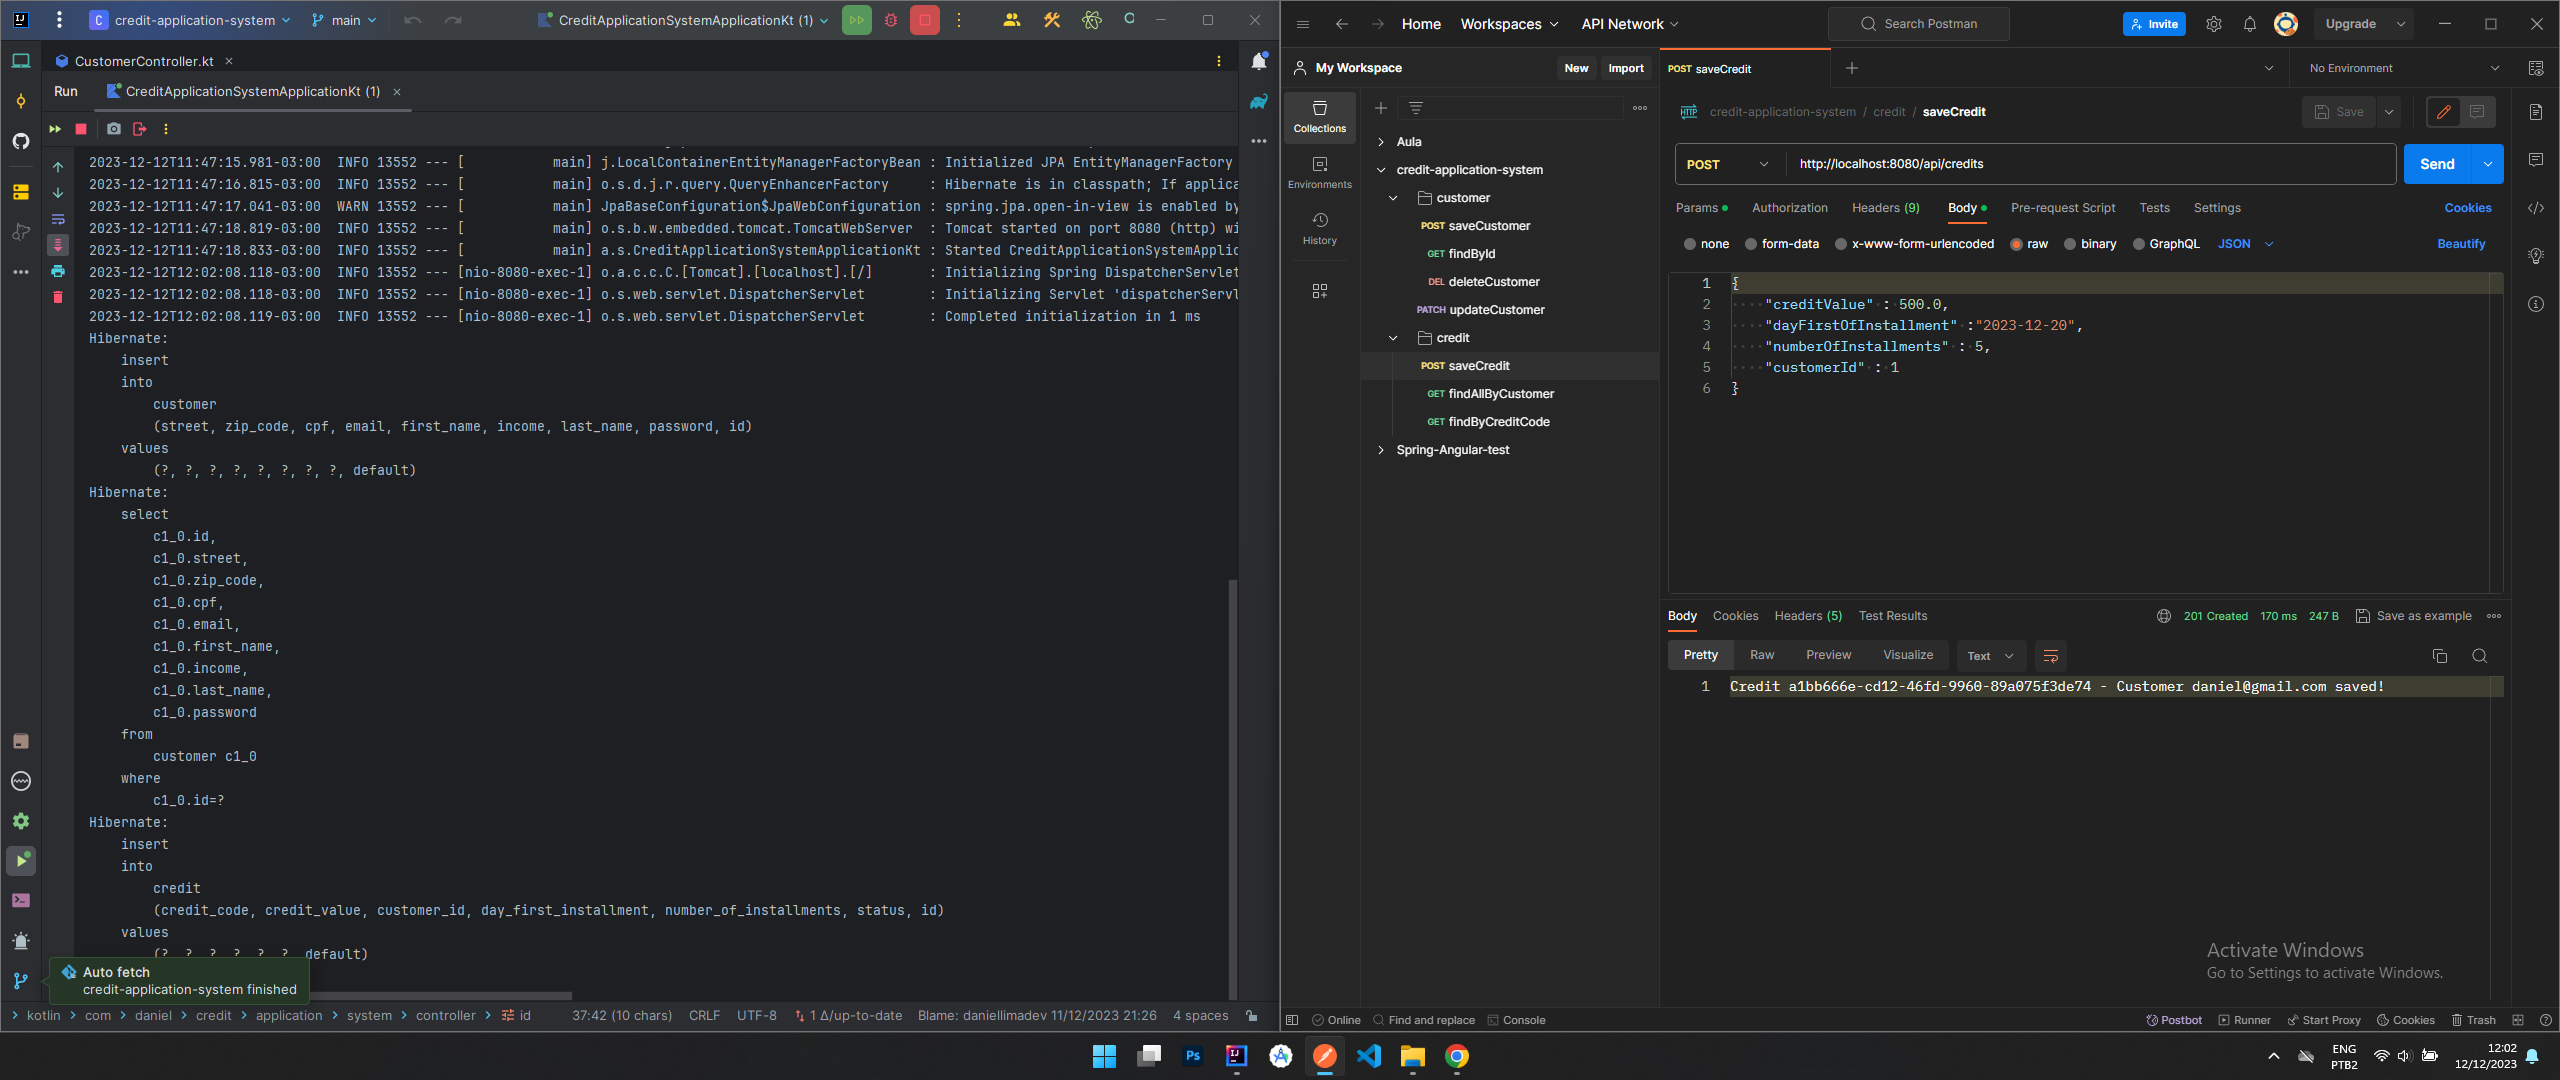 credit-application-system
main
CreditApplicationSystemApplicationKt (1)
CustomerController.kt
Run
CreditApplicationSystemApplicationKt (1)
2023-12-12T11:47:15.981-03:00  INFO 13552 --- [           main] j.LocalContainerEntityManagerFactoryBean : Initialized JPA EntityManagerFactory
2023-12-12T11:47:16.815-03:00  INFO 13552 --- [           main] o.s.d.j.r.query.QueryEnhancerFactory     : Hibernate is in classpath; If applica
2023-12-12T11:47:17.041-03:00  WARN 13552 --- [           main] JpaBaseConfiguration$JpaWebConfiguration : spring.jpa.open-in-view is enabled by
2023-12-12T11:47:18.819-03:00  INFO 13552 --- [           main] o.s.b.w.embedded.tomcat.TomcatWebServer  : Tomcat started on port 8080 (http) wi
2023-12-12T11:47:18.833-03:00  INFO 13552 --- [           main] a.s.CreditApplicationSystemApplicationKt : Started CreditApplicationSystemApplic
2023-12-12T12:02:08.118-03:00  INFO 13552 --- [nio-8080-exec-1] o.a.c.c.C.[Tomcat].[localhost].[/]       : Initializing Spring DispatcherServlet
2023-12-12T12:02:08.118-03:00  INFO 13552 --- [nio-8080-exec-1] o.s.web.servlet.DispatcherServlet        : Initializing Servlet 'dispatcherServl
2023-12-12T12:02:08.119-03:00  INFO 13552 --- [nio-8080-exec-1] o.s.web.servlet.DispatcherServlet        : Completed initialization in 1 ms
Hibernate:
insert
into
customer
(street, zip_code, cpf, email, first_name, income, last_name, password, id)
values
(?, ?, ?, ?, ?, ?, ?, ?, default)
Hibernate:
select
c1_0.id,
c1_0.street,
c1_0.zip_code,
c1_0.cpf,
c1_0.email,
c1_0.first_name,
c1_0.income,
c1_0.last_name,
c1_0.password
from
customer c1_0
where
c1_0.id=?
Hibernate:
insert
into
credit
(credit_code, credit_value, customer_id, day_first_installment, number_of_installments, status, id)
values
(?, ?, ?, ?, ?, ?, default)
Auto fetch
credit-application-system finished
kotlin > com > daniel > credit > application > system > controller > id
37:42 (10 chars) CRLF UTF-8 1 Δ/up-to-date Blame: daniellimadev 11/12/2023 21:26 4 spaces
Home Workspaces API Network
Search Postman
Invite
Upgrade
My Workspace
New Import
Collections
Environments
History
Aula
credit-application-system
customer
POST saveCustomer
GET findById
DEL deleteCustomer
PATCH updateCustomer
credit
POST saveCredit
GET findAllByCustomer
GET findByCreditCode
Spring-Angular-test
POST saveCredit
No Environment
HTTP credit-application-system / credit / saveCredit
Save
POST http://localhost:8080/api/credits
Send
Params Authorization Headers (9) Body Pre-request Script Tests Settings Cookies
none form-data x-www-form-urlencoded raw binary GraphQL JSON Beautify
1 {
2 "creditValue" : 500.0,
3 "dayFirstOfInstallment" :"2023-12-20",
4 "numberOfInstallments" : 5,
5 "customerId" : 1
6 }
Body Cookies Headers (5) Test Results
201 Created 170 ms 247 B Save as example
Pretty Raw Preview Visualize Text
1 Credit a1bb666e-cd12-46fd-9960-89a075f3de74 - Customer daniel@gmail.com saved!
Activate Windows
Go to Settings to activate Windows.
Online Find and replace Console
Postbot Runner Start Proxy Cookies Trash
Ps
ENG
PTB2
12:02
12/12/2023